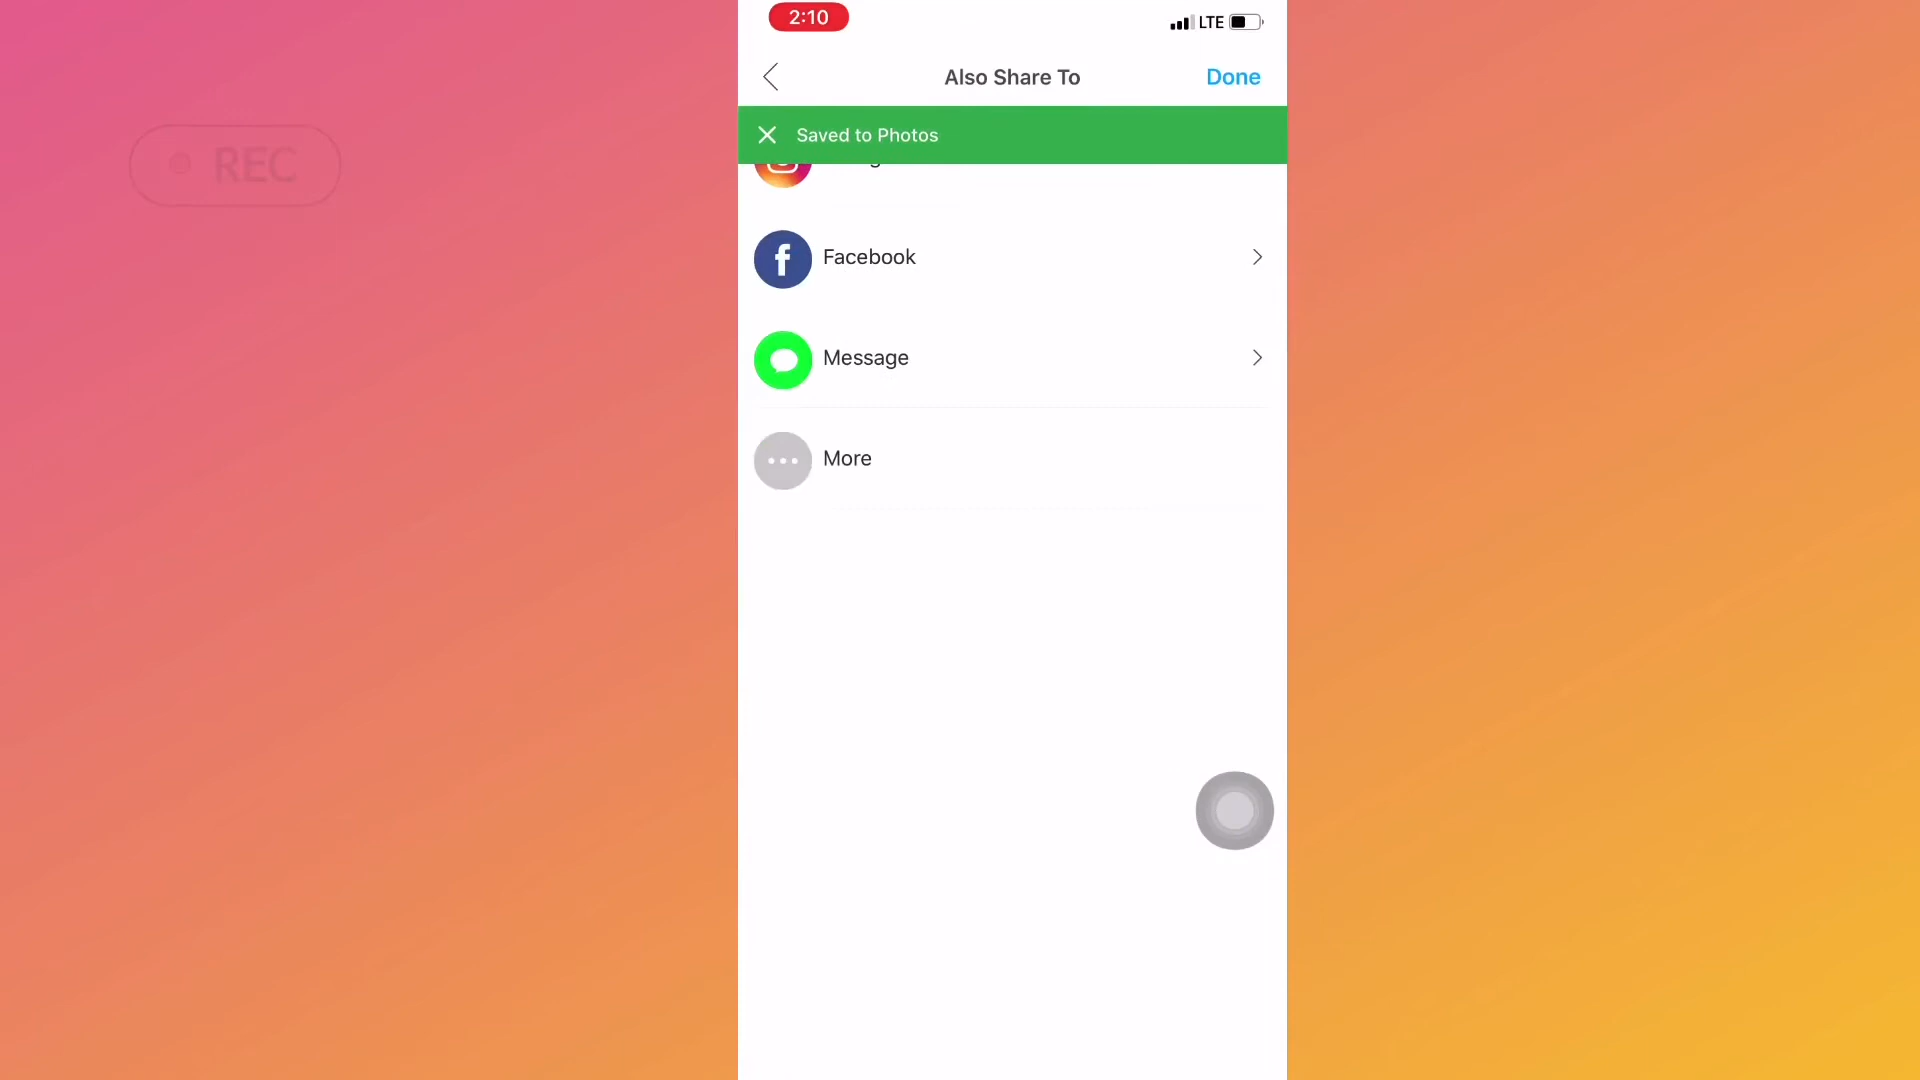 2:10
LTE
Also Share To
Done
Saved to Photos
REC
Facebook
Message
More